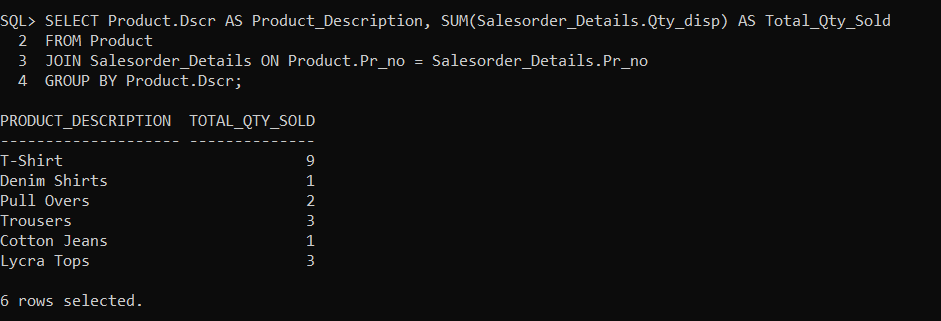 SQL> SELECT Product.Dscr AS Product_Description, SUM(Salesorder_Details.Qty_disp) AS Total_Qty_Sold
  2  FROM Product
  3  JOIN Salesorder_Details ON Product.Pr_no = Salesorder_Details.Pr_no
  4  GROUP BY Product.Dscr;

PRODUCT_DESCRIPTION  TOTAL_QTY_SOLD
-------------------- --------------
T-Shirt                           9
Denim Shirts                      1
Pull Overs                        2
Trousers                          3
Cotton Jeans                      1
Lycra Tops                        3

6 rows selected.